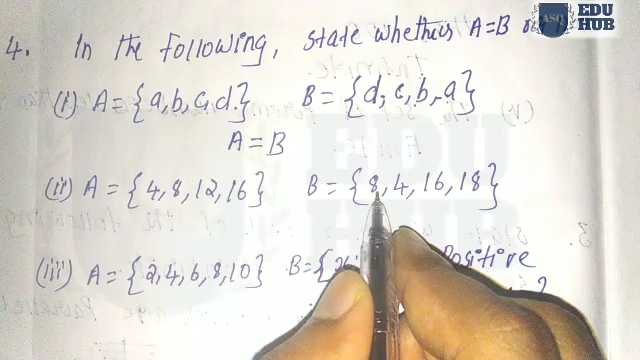 ASQ EDU HUB
4. In the following, state whether A=B or
(i) A = {a, b, c, d.} B = {d, c, b, a}
A = B
(ii) A = {4, 8, 12, 16} B = {8, 4, 16, 18}
(iii) A = {2, 4, 6, 8, 10} B = { Positive